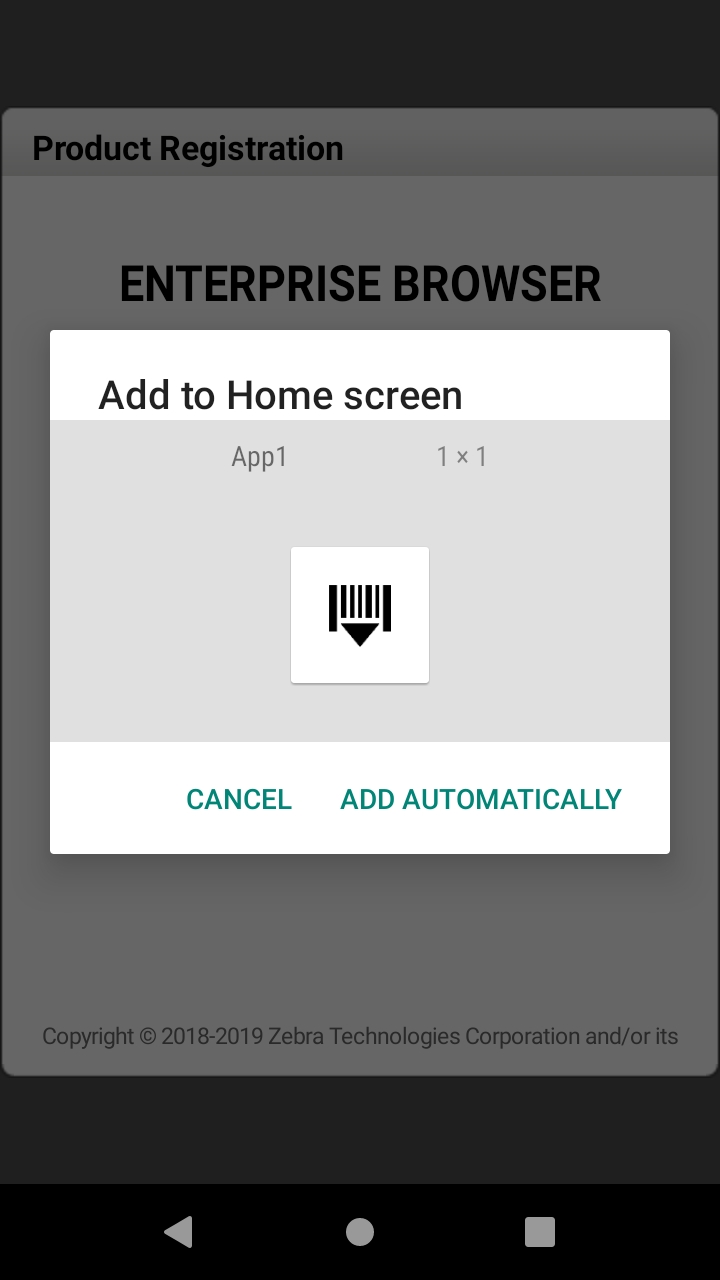 Product Registration
ENTERPRISE BROWSER
Add to Home screen
App1 1 × 1
CANCEL ADD AUTOMATICALLY
Copyright © 2018-2019 Zebra Technologies Corporation and/or its